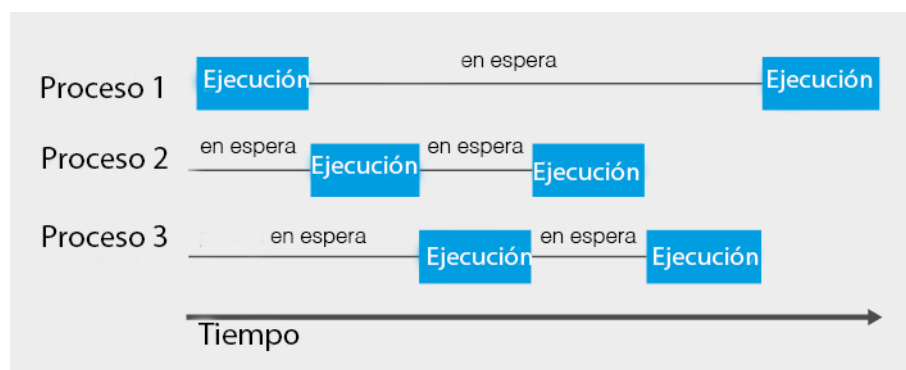 en espera
Proceso 1 Ejecución Ejecución
Proceso 2 en espera Ejecución en espera Ejecución
Proceso 3 en espera Ejecución en espera Ejecución
Tiempo